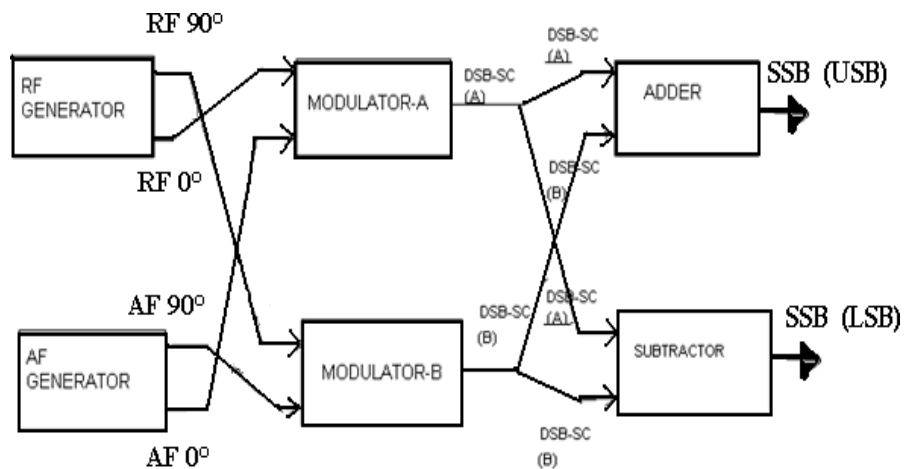 RF 90°
RF
GENERATOR
RF 0°
MODULATOR-A
DSB-SC
(A)
DSB-SC
(A)
ADDER
SSB (USB)
DSB-SC
(B)
AF 90°
AF
GENERATOR
AF 0°
MODULATOR-B
DSB-SC
(B)
DSB-SC
(A)
SUBTRACTOR
SSB (LSB)
DSB-SC
(B)